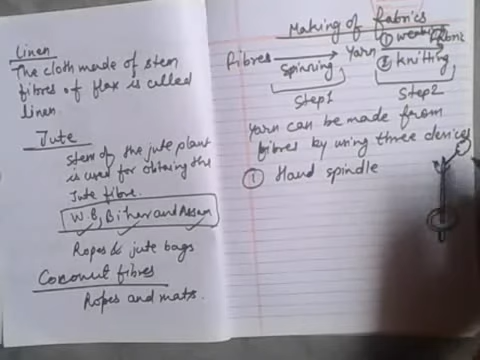 Linen
The cloth made of stem
fibres of flax is called
linen.
Jute
stem of the jute plant
is used for obtaining the
Jute fibre.
W.B, Bihar and Assam
Ropes & jute bags
Coconut fibres
Ropes and mats.
Making of fabrics
Fibres → Yarn ① weaving fabric
Spinning ② knitting
Step1 Step2
Yarn can be made from
fibres by using three devices
① Hand spindle